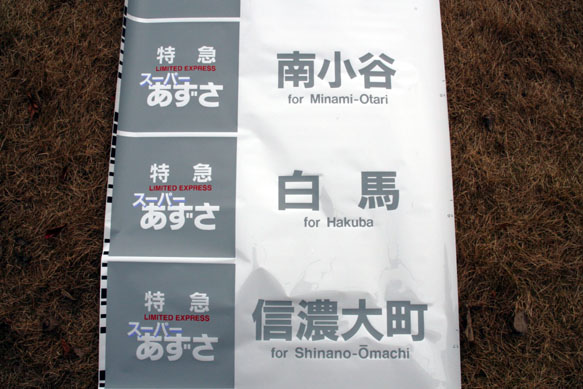 特急
LIMITED EXPRESS
スーパー
あずさ
南小谷
for Minami-Otari
特急
LIMITED EXPRESS
スーパー
あずさ
白馬
for Hakuba
特急
LIMITED EXPRESS
スーパー
あずさ
信濃大町
for Shinano-Ōmachi